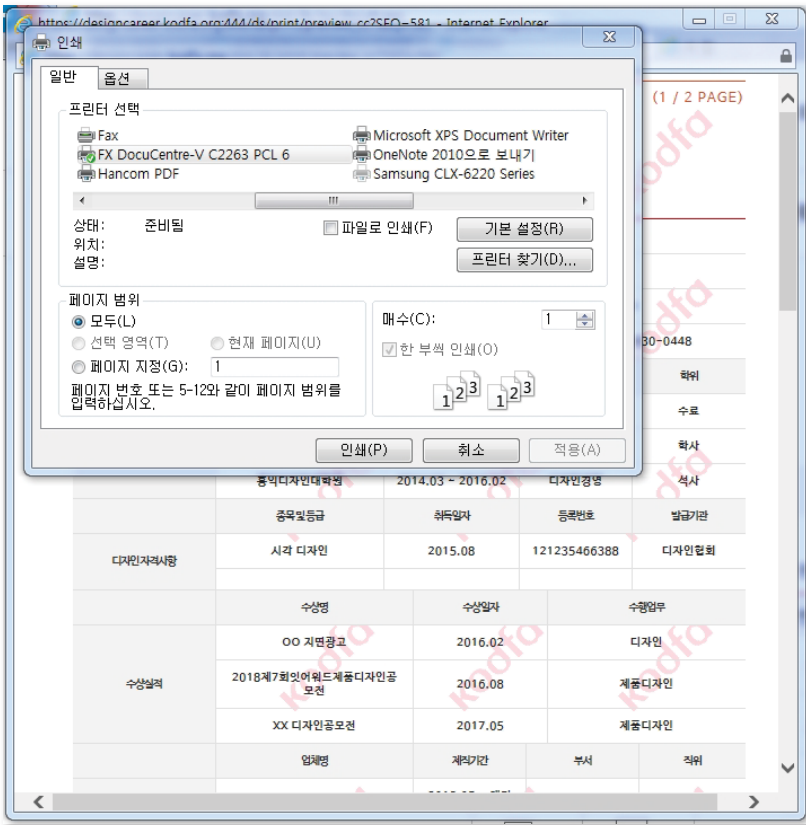 https://designcareer.kodfa.org:444/ds/print/preview.cc?SEQ=581 - Internet Explorer
인쇄
일반 옵션
프린터 선택
Fax
Microsoft XPS Document Writer
FX DocuCentre-V C2263 PCL 6
OneNote 2010으로 보내기
Hancom PDF
Samsung CLX-6220 Series
상태: 준비됨
파일로 인쇄(F)
기본 설정(R)
위치:
설명:
프린터 찾기(D)...
페이지 범위
모두(L)
선택 영역(T)
현재 페이지(U)
페이지 지정(G): 1
페이지 번호 또는 5-12와 같이 페이지 범위를
입력하십시오.
매수(C): 1
한 부씩 인쇄(O)
1 2 3 1 2 3
인쇄(P) 취소 적용(A)
(1 / 2 PAGE)
30-0448
학위
수료
학사
홍익디자인대학원 2014.03 ~ 2016.02 디자인경영 석사
종목및등급 취득일자 등록번호 발급기관
디자인자격사항 시각 디자인 2015.08 121235466388 디자인협회
수상명 수상일자 수행업무
OO 지면광고 2016.02 디자인
수상실적 2018제7회잇어워드제품디자인공
모전 2016.08 제품디자인
XX 디자인공모전 2017.05 제품디자인
업체명 제직기간 부서 직위
kodfa
kodfa
kodfa
kodfa
kodfa
kodfa